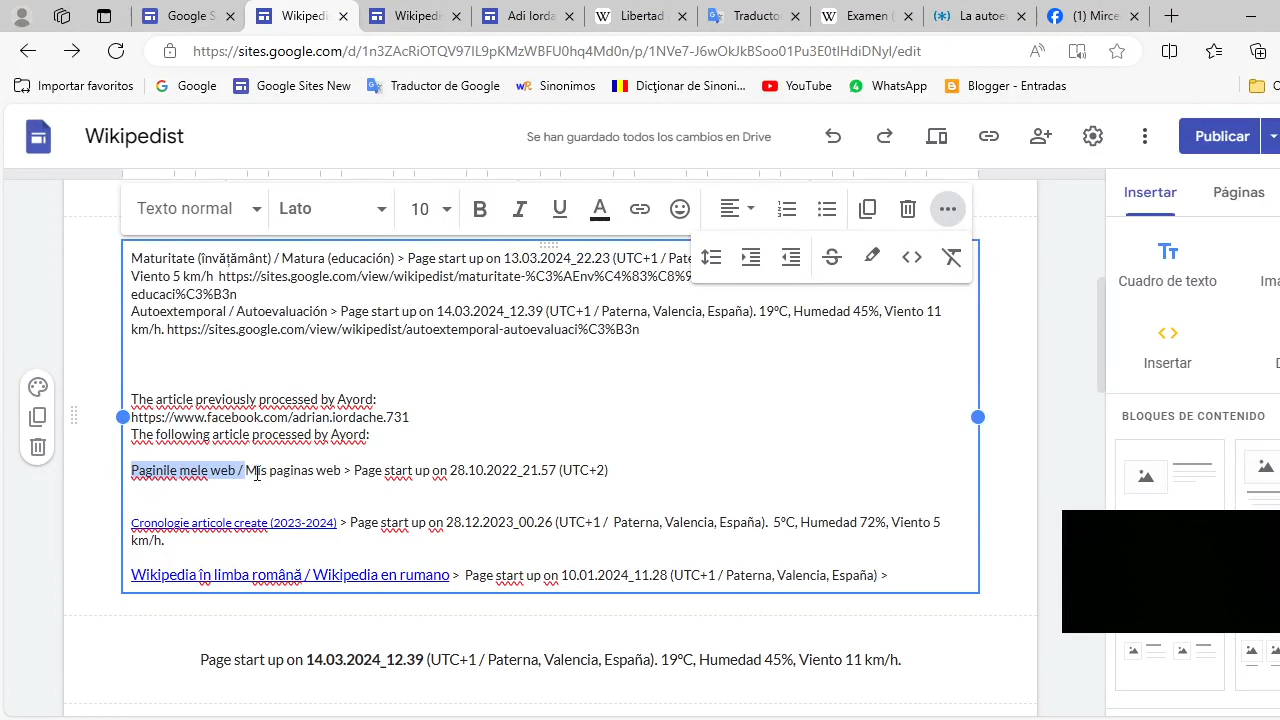 Google S
Wikipedist
Wikipedi
Adi Iorda
Libertad
Traducto
Examen (
La autoe
(1) Mirce
https://sites.google.com/d/1n3ZAcRiOTQV97IL9pKMzWBFU0hq4Md0n/p/1NVe7-J6wOkJkBSoo01Pu3E0tlHdiDNyl/edit
Importar favoritos
Google
Google Sites New
Traductor de Google
Sinonimos
Dicționar de Sinoni...
YouTube
WhatsApp
Blogger - Entradas
Wikipedist
Se han guardado todos los cambios en Drive
Publicar
Texto normal
Lato
10
Insertar
Páginas
Maturitate (învățământ) / Matura (educación) > Page start up on 13.03.2024_22.23 (UTC+1 / Pate
Viento 5 km/h https://sites.google.com/view/wikipedist/maturitate-%C3%AEnv%C4%83%C8%9
educaci%C3%B3n
Autoextemporal / Autoevaluación > Page start up on 14.03.2024_12.39 (UTC+1 / Paterna, Valencia, España). 19ºC, Humedad 45%, Viento 11
km/h. https://sites.google.com/view/wikipedist/autoextemporal-autoevaluaci%C3%B3n
The article previously processed by Ayord:
https://www.facebook.com/adrian.iordache.731
The following article processed by Ayord:
Paginile mele web / Mis paginas web > Page start up on 28.10.2022_21.57 (UTC+2)
Cronologie articole create (2023-2024) > Page start up on 28.12.2023_00.26 (UTC+1 / Paterna, Valencia, España). 5ºC, Humedad 72%, Viento 5
km/h.
Wikipedia în limba română / Wikipedia en rumano > Page start up on 10.01.2024_11.28 (UTC+1 / Paterna, Valencia, España) >
Page start up on 14.03.2024_12.39 (UTC+1 / Paterna, Valencia, España). 19ºC, Humedad 45%, Viento 11 km/h.
Cuadro de texto
Insertar
BLOQUES DE CONTENIDO